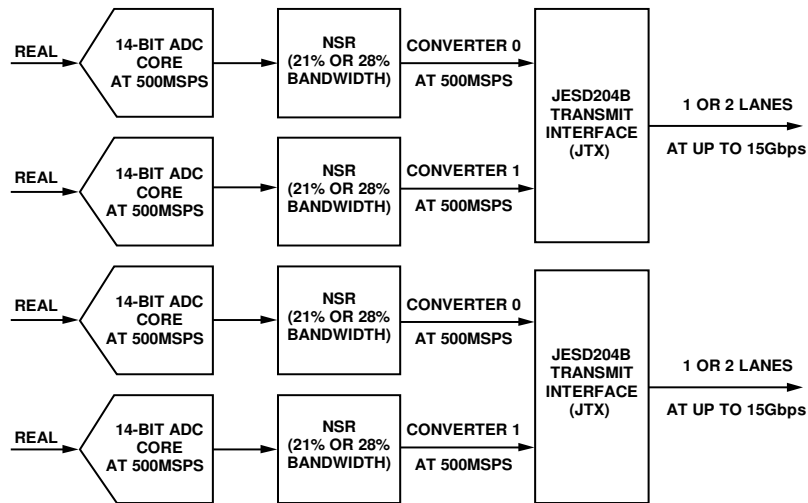 REAL
14-BIT ADC
CORE
AT 500MSPS
NSR
(21% OR 28%
BANDWIDTH)
CONVERTER 0
AT 500MSPS
REAL
14-BIT ADC
CORE
AT 500MSPS
NSR
(21% OR 28%
BANDWIDTH)
CONVERTER 1
AT 500MSPS
JESD204B
TRANSMIT
INTERFACE
(JTX)
1 OR 2 LANES
AT UP TO 15Gbps
REAL
14-BIT ADC
CORE
AT 500MSPS
NSR
(21% OR 28%
BANDWIDTH)
CONVERTER 0
AT 500MSPS
REAL
14-BIT ADC
CORE
AT 500MSPS
NSR
(21% OR 28%
BANDWIDTH)
CONVERTER 1
AT 500MSPS
JESD204B
TRANSMIT
INTERFACE
(JTX)
1 OR 2 LANES
AT UP TO 15Gbps